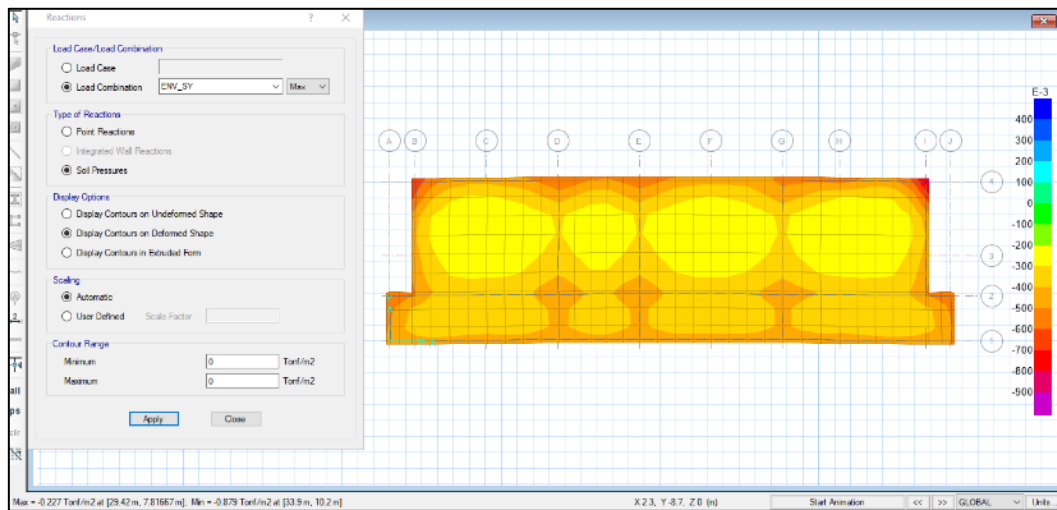 Reactions ? ×
Load Case/Load Combination
Load Case
Load Combination ENV_SY Max
Type of Reactions
Point Reactions
Integrated Wall Reactions
Soil Pressures
Display Options
Display Contours on Undeformed Shape
Display Contours on Deformed Shape
Display Contours in Extruded Form
Scaling
Automatic
User Defined Scale Factor
Contour Range
Minimum 0 Tonf/m2
Maximum 0 Tonf/m2
Apply Close
all
ps
clr
A B C D E F G H I J
4
3
2
1
E-3
400
300
200
100
0
-100
-200
-300
-400
-500
-600
-700
-800
-900
Max = -0.227 Tonf/m2 at [29.42 m, 7.81667 m]; Min = -0.879 Tonf/m2 at [33.9 m, 10.2 m] X 2.3, Y -8.7, Z 0 (m) Start Animation << >> GLOBAL Units...